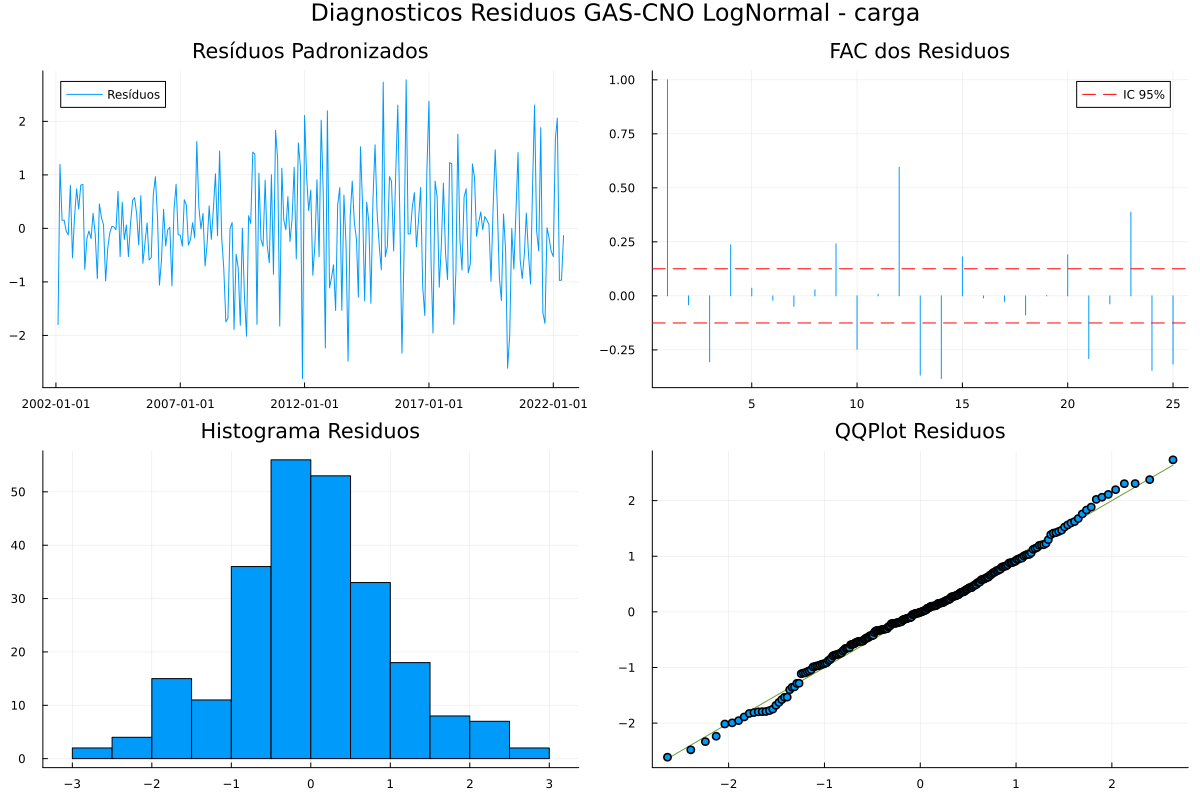 Diagnosticos Residuos GAS-CNO LogNormal - carga
Resíduos Padronizados
Resíduos
2
1
0
−1
−2
2002-01-01 2007-01-01 2012-01-01 2017-01-01 2022-01-01
FAC dos Residuos
IC 95%
1.00
0.75
0.50
0.25
0.00
−0.25
5 10 15 20 25
Histograma Residuos
50
40
30
20
10
0
−3 −2 −1 0 1 2 3
QQPlot Residuos
2
1
0
−1
−2
−2 −1 0 1 2